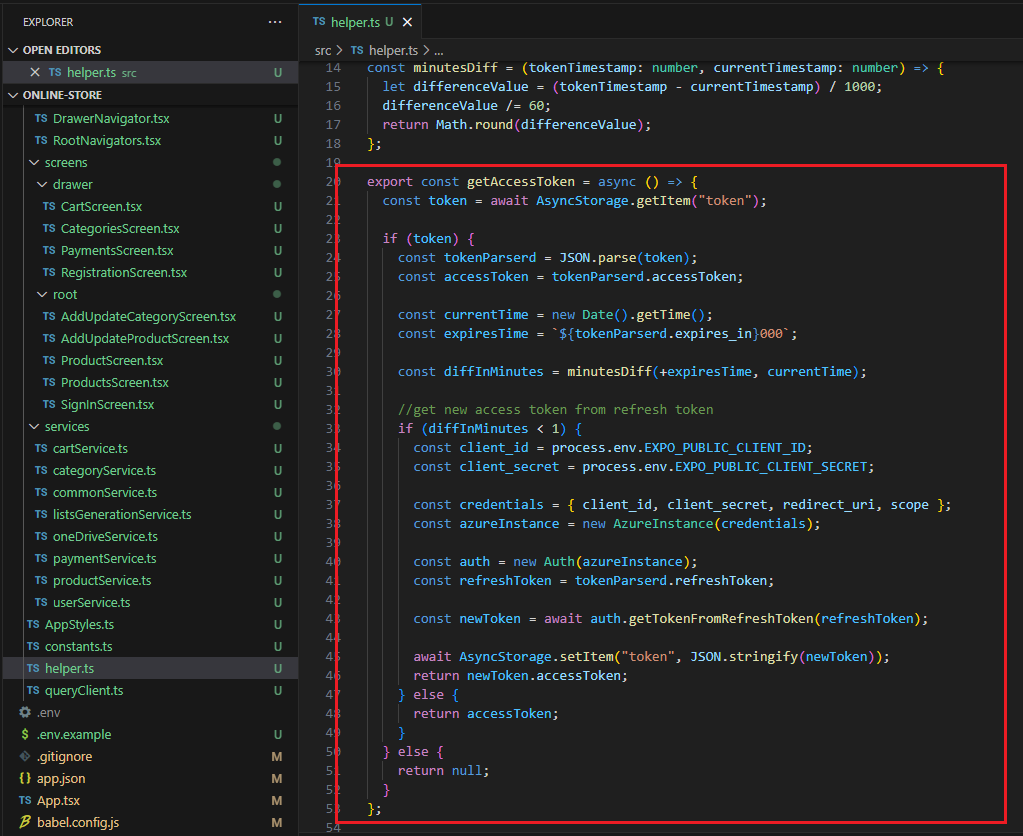 EXPLORER ...
OPEN EDITORS
TS helper.ts src U
ONLINE-STORE
TS DrawerNavigator.tsx U
TS RootNavigators.tsx U
screens
drawer
TS CartScreen.tsx U
TS CategoriesScreen.tsx U
TS PaymentsScreen.tsx U
TS RegistrationScreen.tsx U
root
TS AddUpdateCategoryScreen.tsx U
TS AddUpdateProductScreen.tsx U
TS ProductScreen.tsx U
TS ProductsScreen.tsx U
TS SignInScreen.tsx U
services
TS cartService.ts U
TS categoryService.ts U
TS commonService.ts U
TS listsGenerationService.ts U
TS oneDriveService.ts U
TS paymentService.ts U
TS productService.ts U
TS userService.ts U
TS AppStyles.ts U
TS constants.ts U
TS helper.ts U
TS queryClient.ts U
.env
$ .env.example U
.gitignore M
{} app.json M
TS App.tsx M
babel.config.js M
TS helper.ts U
src > TS helper.ts > ...
14 const minutesDiff = (tokenTimestamp: number, currentTimestamp: number) => {
15 let differenceValue = (tokenTimestamp - currentTimestamp) / 1000;
16 differenceValue /= 60;
17 return Math.round(differenceValue);
18 };
19
20 export const getAccessToken = async () => {
21 const token = await AsyncStorage.getItem("token");
22
23 if (token) {
24 const tokenParserd = JSON.parse(token);
25 const accessToken = tokenParserd.accessToken;
26
27 const currentTime = new Date().getTime();
28 const expiresTime = `${tokenParserd.expires_in}000`;
29
30 const diffInMinutes = minutesDiff(+expiresTime, currentTime);
31
32 //get new access token from refresh token
33 if (diffInMinutes < 1) {
34 const client_id = process.env.EXPO_PUBLIC_CLIENT_ID;
35 const client_secret = process.env.EXPO_PUBLIC_CLIENT_SECRET;
36
37 const credentials = { client_id, client_secret, redirect_uri, scope };
38 const azureInstance = new AzureInstance(credentials);
39
40 const auth = new Auth(azureInstance);
41 const refreshToken = tokenParserd.refreshToken;
42
43 const newToken = await auth.getTokenFromRefreshToken(refreshToken);
44
45 await AsyncStorage.setItem("token", JSON.stringify(newToken));
46 return newToken.accessToken;
47 } else {
48 return accessToken;
49 }
50 } else {
51 return null;
52 }
53 };
54